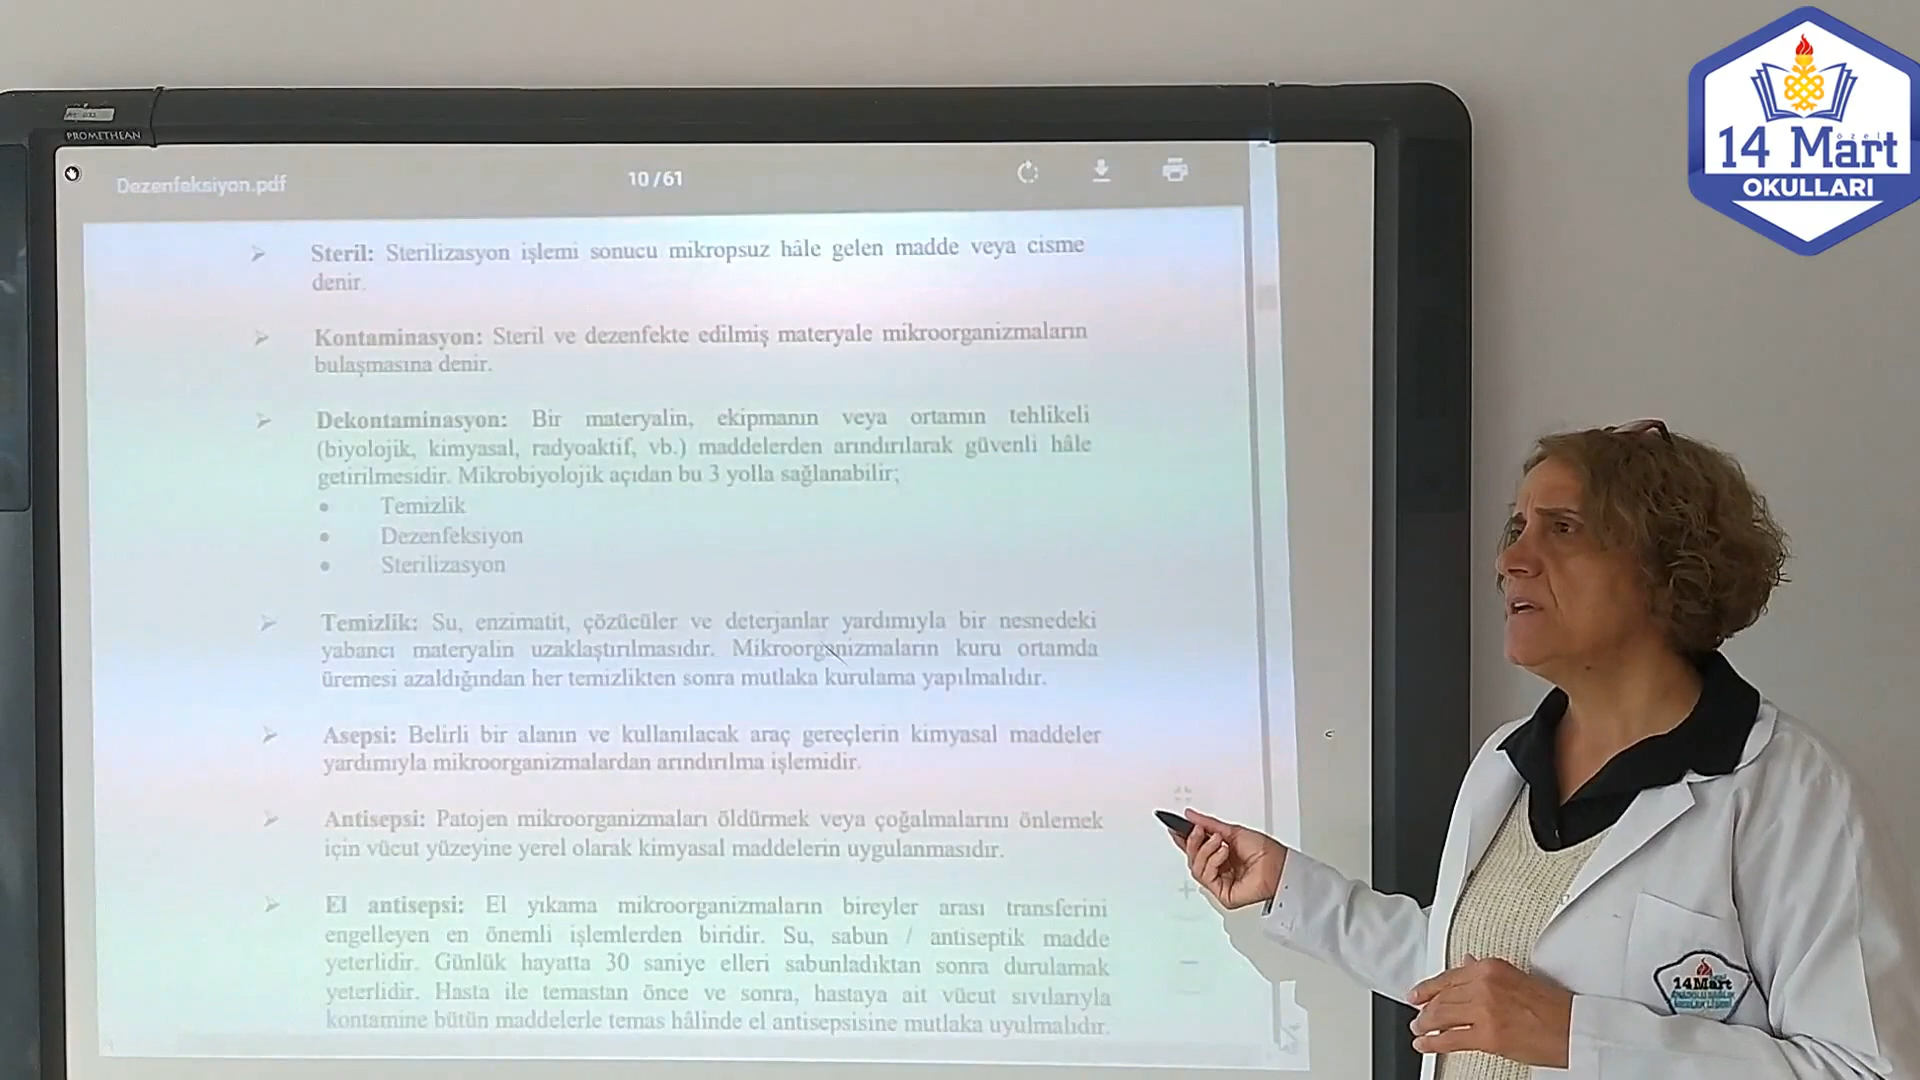 PROMETHEAN
Dezenfeksiyon.pdf
10 / 61
Steril: Sterilizasyon işlemi sonucu mikropsuz hâle gelen madde veya cisme
denir.
Kontaminasyon: Steril ve dezenfekte edilmiş materyale mikroorganizmaların
bulaşmasına denir.
Dekontaminasyon: Bir materyalin, ekipmanın veya ortamın tehlikeli
(biyolojik, kimyasal, radyoaktif, vb.) maddelerden arındırılarak güvenli hâle
getirilmesidir. Mikrobiyolojik açıdan bu 3 yolla sağlanabilir;
• Temizlik
• Dezenfeksiyon
• Sterilizasyon
Temizlik: Su, enzimatit, çözücüler ve deterjanlar yardımıyla bir nesnedeki
yabancı materyalin uzaklaştırılmasıdır. Mikroorganizmaların kuru ortamda
üremesi azaldığından her temizlikten sonra mutlaka kurulama yapılmalıdır.
Asepsi: Belirli bir alanın ve kullanılacak araç gereçlerin kimyasal maddeler
yardımıyla mikroorganizmalardan arındırılma işlemidir.
Antisepsi: Patojen mikroorganizmaları öldürmek veya çoğalmalarını önlemek
için vücut yüzeyine yerel olarak kimyasal maddelerin uygulanmasıdır.
El antisepsi: El yıkama mikroorganizmaların bireyler arası transferini
engelleyen en önemli işlemlerden biridir. Su, sabun / antiseptik madde
yeterlidir. Günlük hayatta 30 saniye elleri sabunladıktan sonra durulamak
yeterlidir. Hasta ile temastan önce ve sonra, hastaya ait vücut sıvılarıyla
kontamine bütün maddelerle temas hâlinde el antisepsisine mutlaka uyulmalıdır.
özel
14 Mart
OKULLARI
14Mart